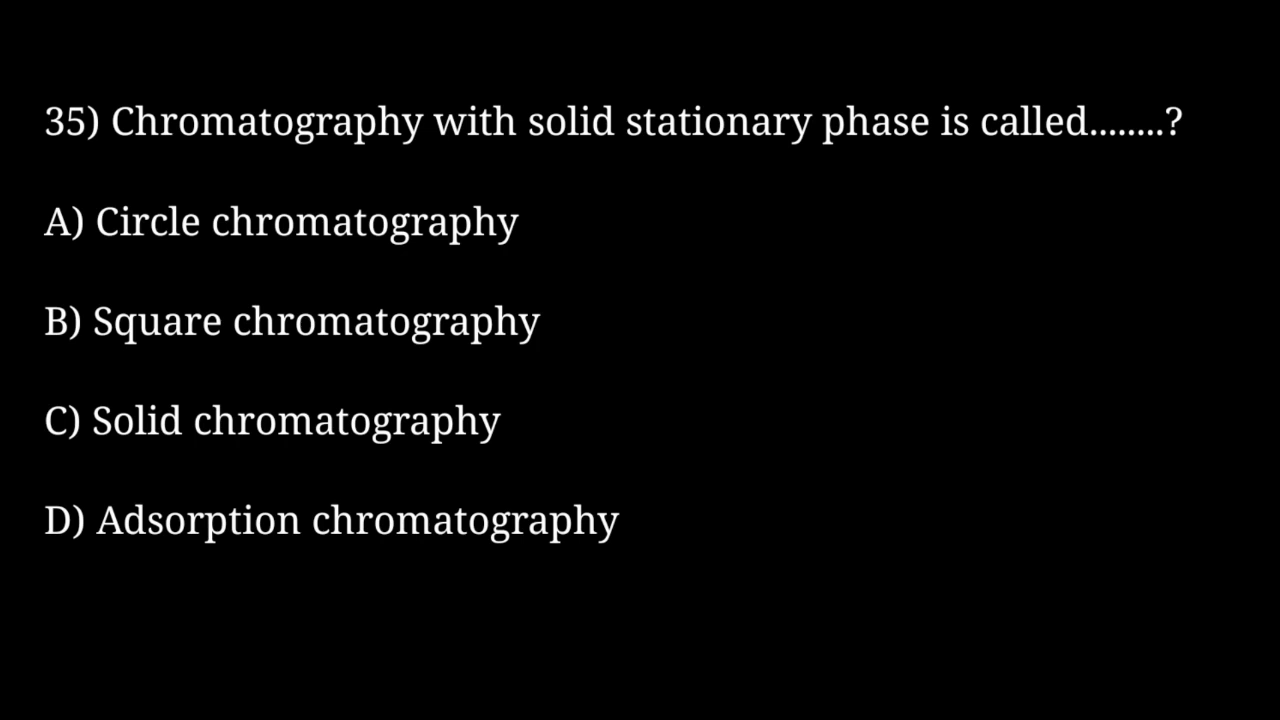 35) Chromatography with solid stationary phase is called........?
A) Circle chromatography
B) Square chromatography
C) Solid chromatography
D) Adsorption chromatography